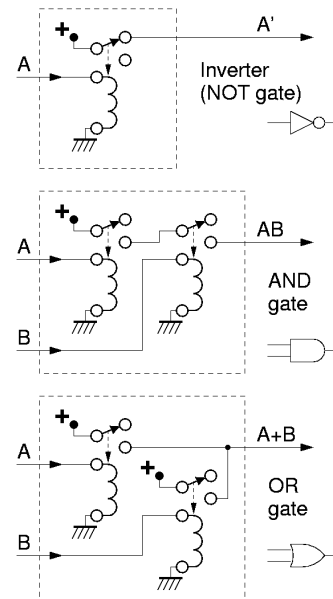 +
A'
A
Inverter
(NOT gate)
+
A
AB
AND
gate
B
+
A
A+B
+
OR
gate
B